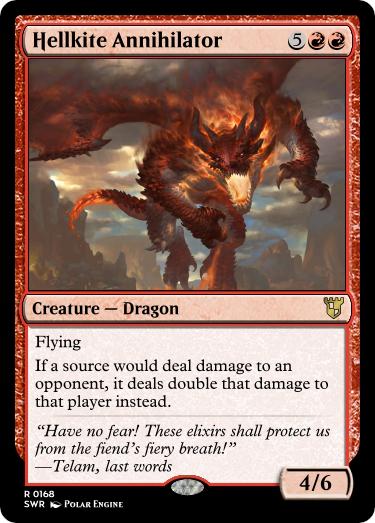 Hellkite Annihilator 5
Creature — Dragon
Flying
If a source would deal damage to an
opponent, it deals double that damage to
that player instead.
“Have no fear! These elixirs shall protect us
from the fiend’s fiery breath!”
—Telam, last words
4/6
R 0168
SWR Polar Engine